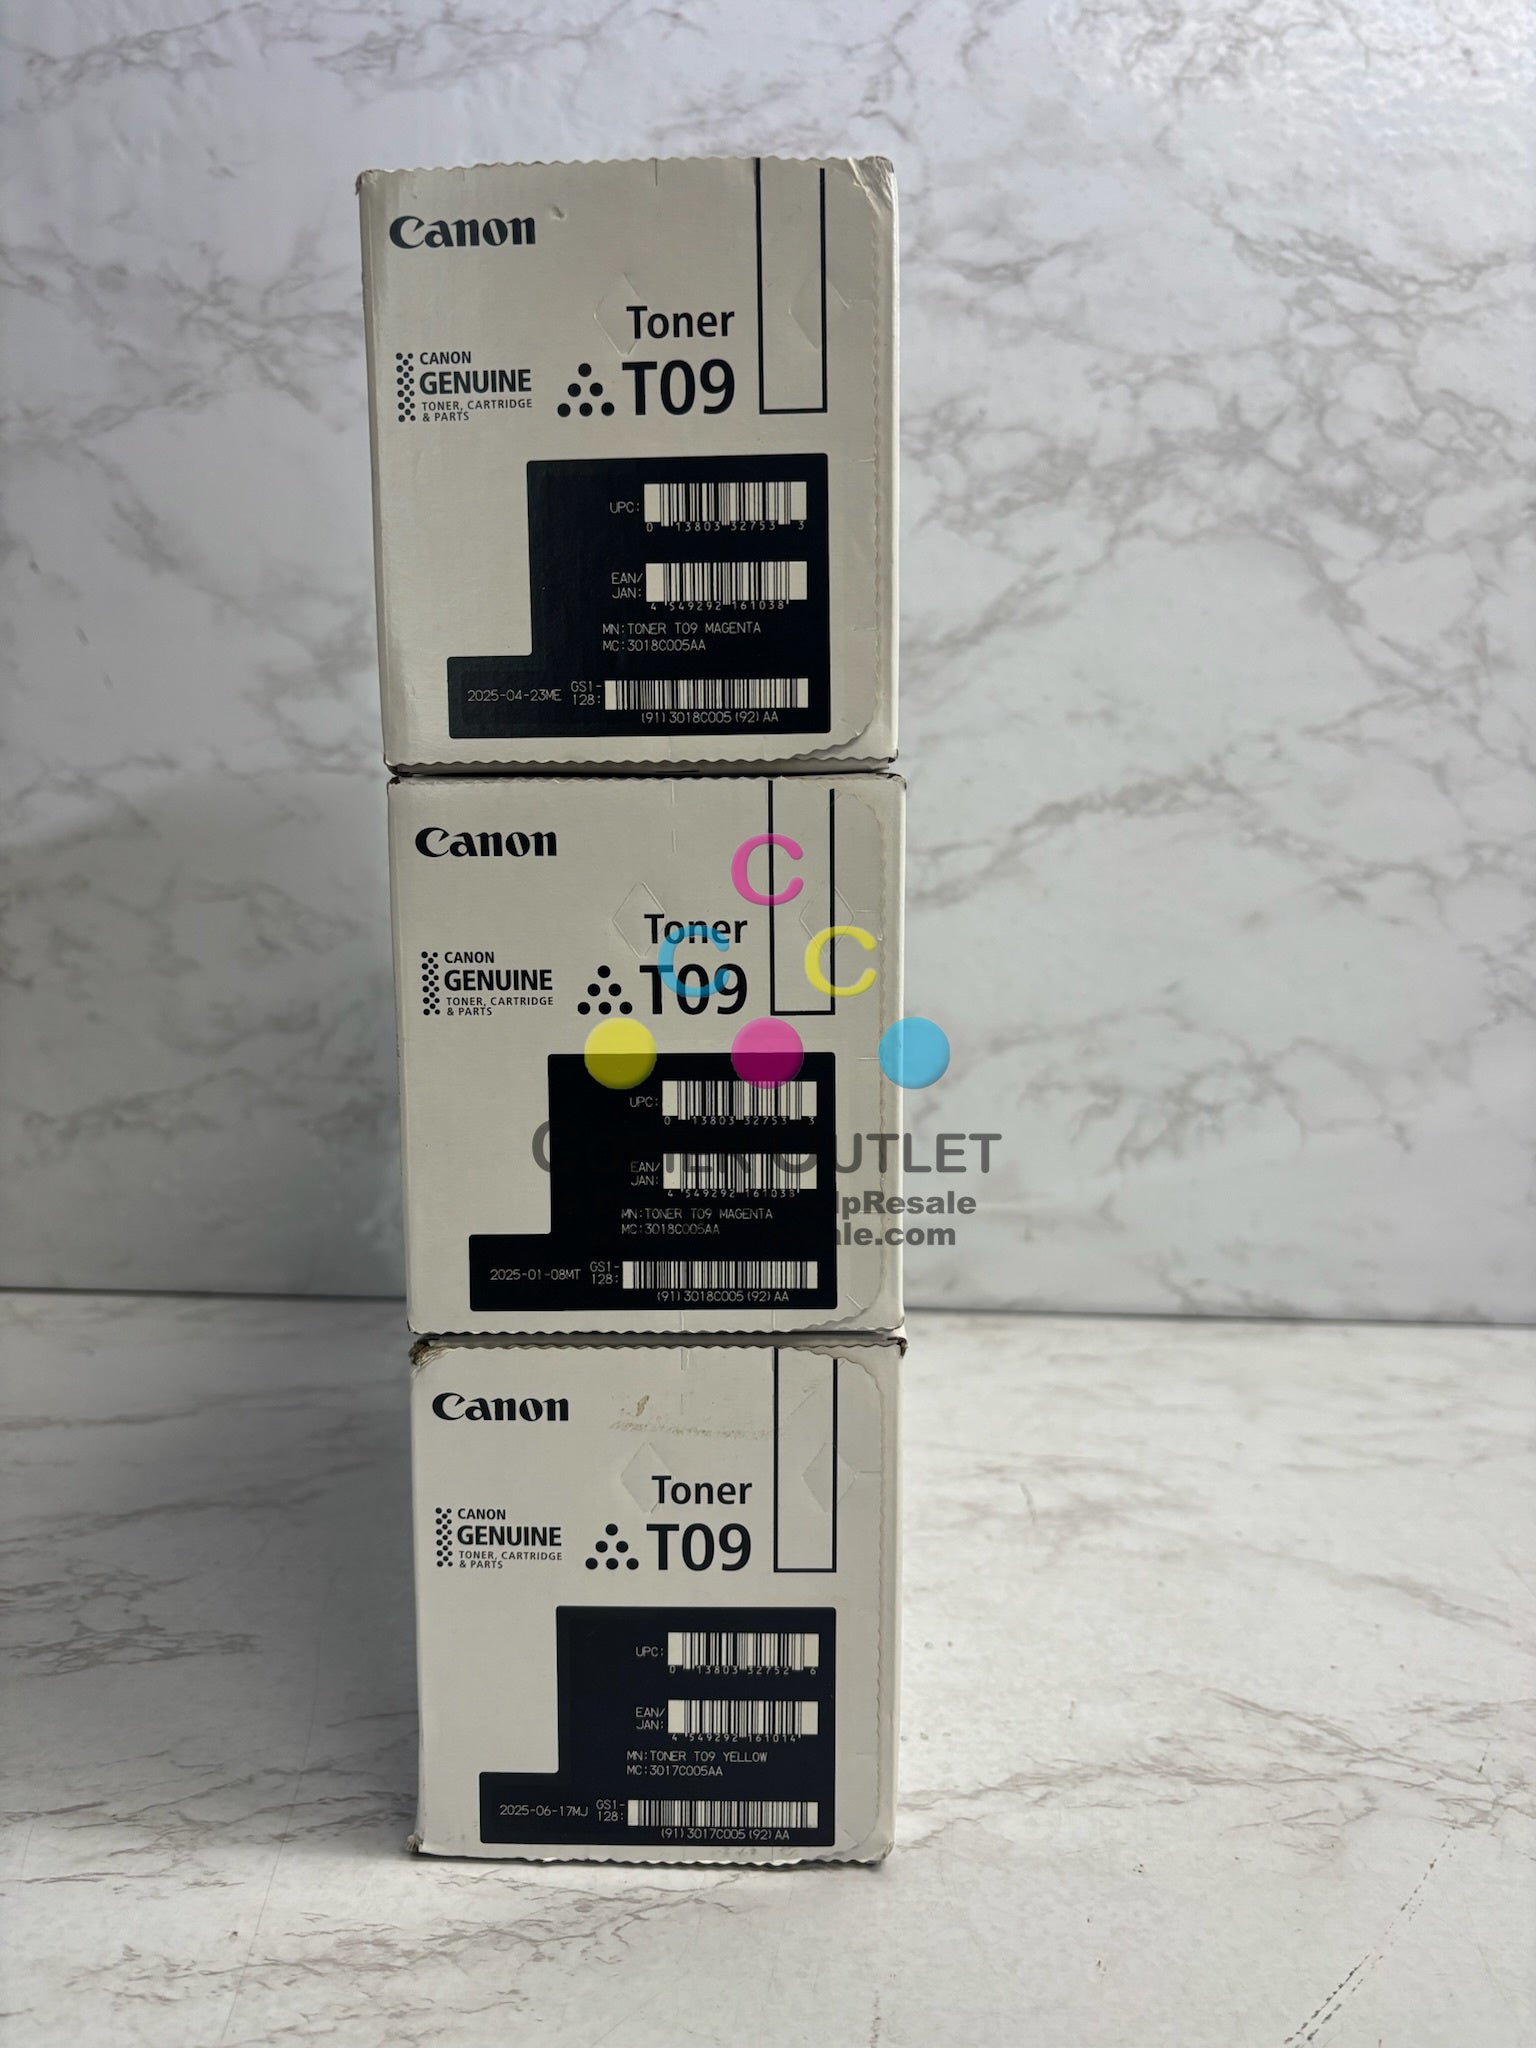 Canon
Toner
T09
CANON
GENUINE
TONER, CARTRIDGE
& PARTS
UPC:
0 13803 32753 3
EAN/
JAN:
4 549292 161038
MN:TONER T09 MAGENTA
MC:3018C005AA
2025-04-23ME GS1-
128:
(91)3018C005(92)AA
Canon
C
Toner
C C
T09
CANON
GENUINE
TONER, CARTRIDGE
& PARTS
UPC:
0 13803 32753 3
OUTLET
EAN/
JAN:
4 549292 161038
MN:TONER T09 MAGENTA
MC:3018C005AA
2025-01-08MT GS1-
128:
(91)3018C005(92)AA
Canon
Toner
T09
CANON
GENUINE
TONER, CARTRIDGE
& PARTS
UPC:
0 13803 32752 6
EAN/
JAN:
4 549292 161014
MN:TONER T09 YELLOW
MC:3017C005AA
2025-06-17MJ GS1-
128:
(91)3017C005(92)AA